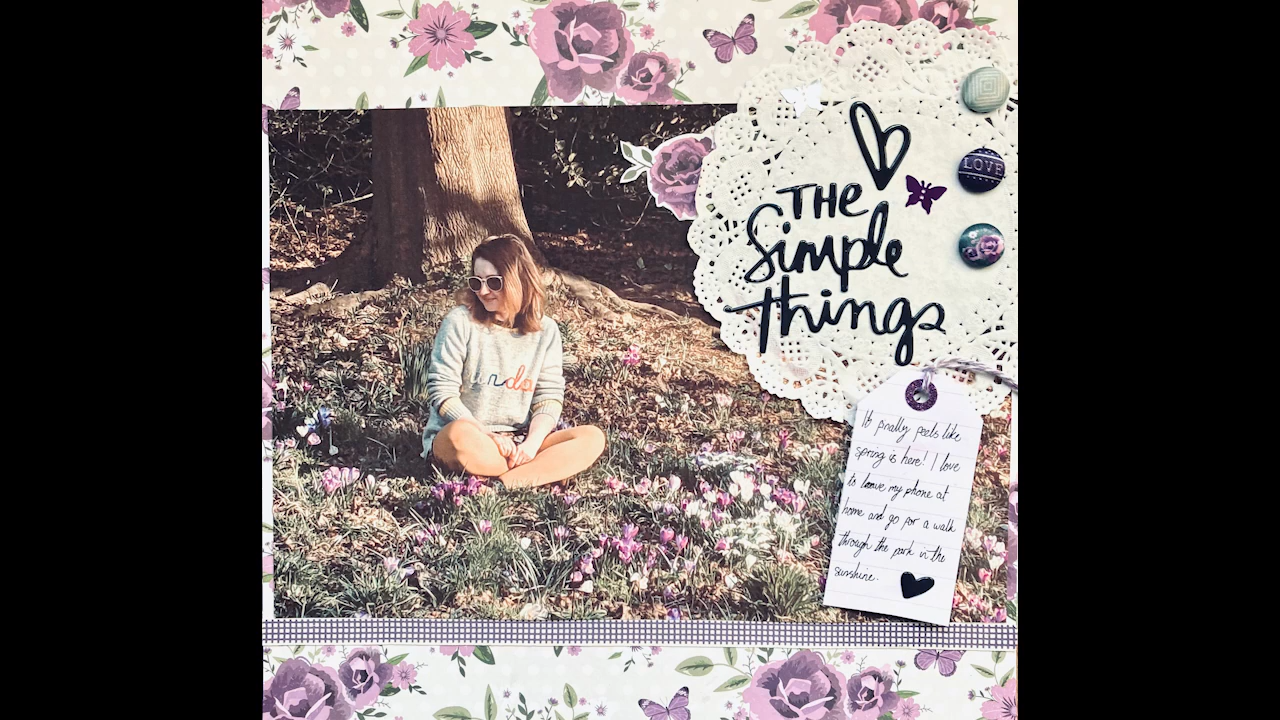 THE
Simple
things
LOVE
It finally feels like
spring is here! I love
to leave my phone at
home and go for a walk
through the park in the
sunshine.